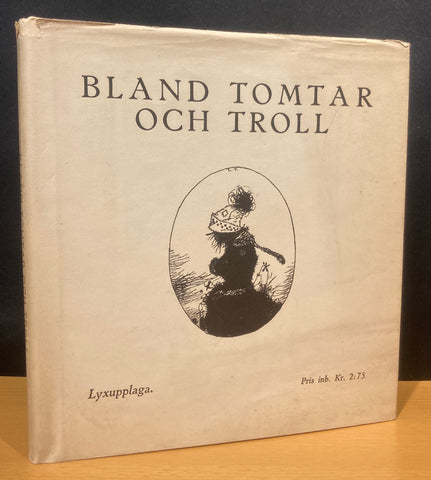 BLAND TOMTAR
OCH TROLL
Lyxupplaga.
Pris inb. Kr. 2:75